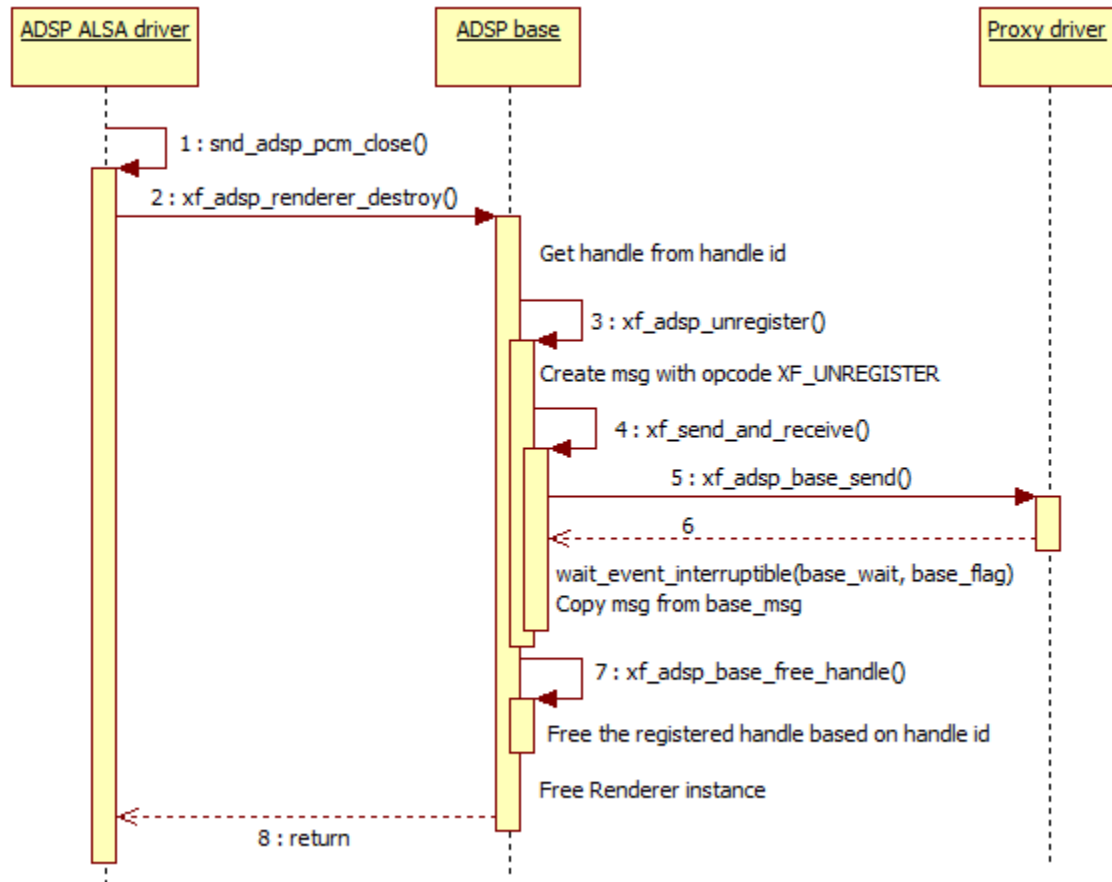 ADSP ALSA driver
ADSP base
Proxy driver
1 : snd_adsp_pcm_close()
2 : xf_adsp_renderer_destroy()
Get handle from handle id
3 : xf_adsp_unregister()
Create msg with opcode XF_UNREGISTER
4 : xf_send_and_receive()
5 : xf_adsp_base_send()
6
wait_event_interruptible(base_wait, base_flag)
Copy msg from base_msg
7 : xf_adsp_base_free_handle()
Free the registered handle based on handle id
Free Renderer instance
8 : return